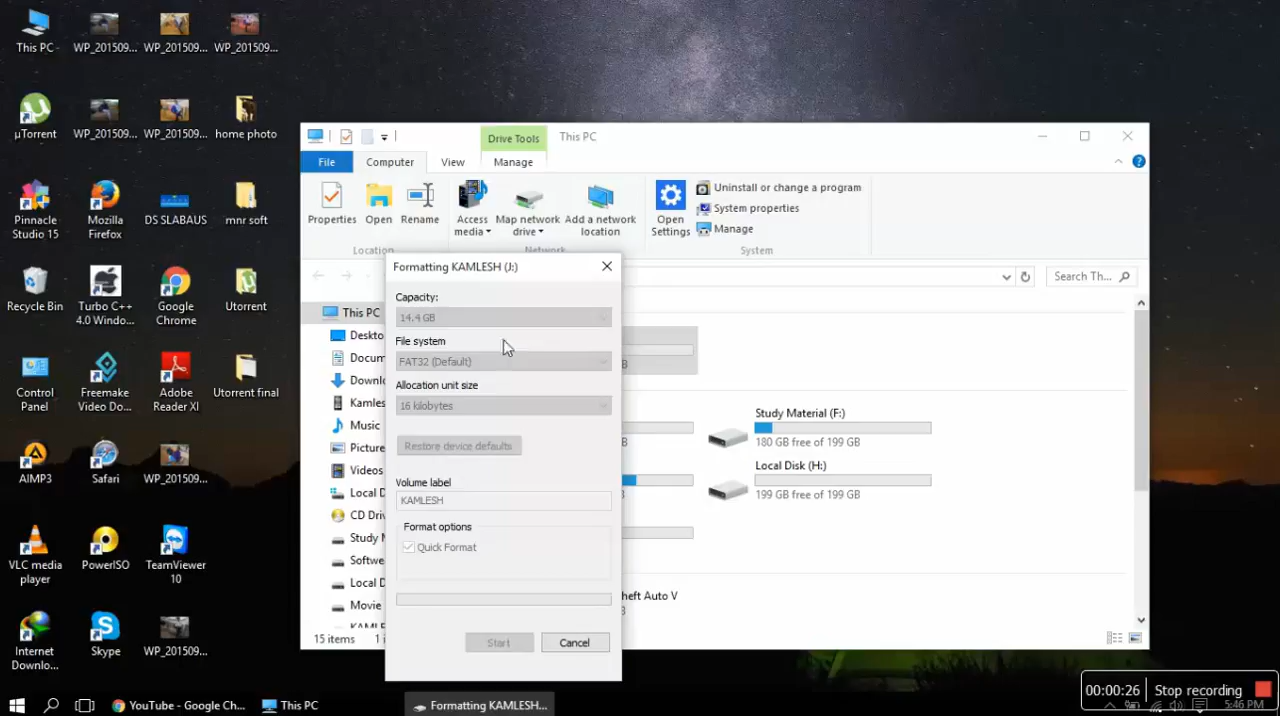 This PC
WP_201509...
WP_201509...
WP_201509...
µTorrent
WP_201509...
WP_201509...
home photo
Pinnacle
Studio 15
Mozilla
Firefox
DS SLABAUS
mnr soft
Recycle Bin
Turbo C++
4.0 Windo...
Google
Chrome
Utorrent
Control
Panel
Freemake
Video Do...
Adobe
Reader XI
Utorrent final
AIMP3
Safari
WP_201509...
VLC media
player
PowerISO
TeamViewer
10
Internet
Downlo...
Skype
WP_201509...
Drive Tools
This PC
File
Computer
View
Manage
Properties
Open
Rename
Access
media
Map network
drive
Add a network
location
Open
Settings
Uninstall or change a program
System properties
Manage
Location
Network
System
Search Th...
This PC
Deskto
Docum
Downlo
Kamles
Music
Picture
Videos
Local D
CD Driv
Study M
Softwa
Local D
Movie
KAMLE
15 items
Formatting KAMLESH (J:)
Capacity:
14.4 GB
File system
FAT32 (Default)
Allocation unit size
16 kilobytes
Restore device defaults
Volume label
KAMLESH
Format options
Quick Format
Start
Cancel
Study Material (F:)
180 GB free of 199 GB
Local Disk (H:)
199 GB free of 199 GB
heft Auto V
YouTube - Google Ch...
This PC
Formatting KAMLESH...
00:00:26
Stop recording
5:46 PM